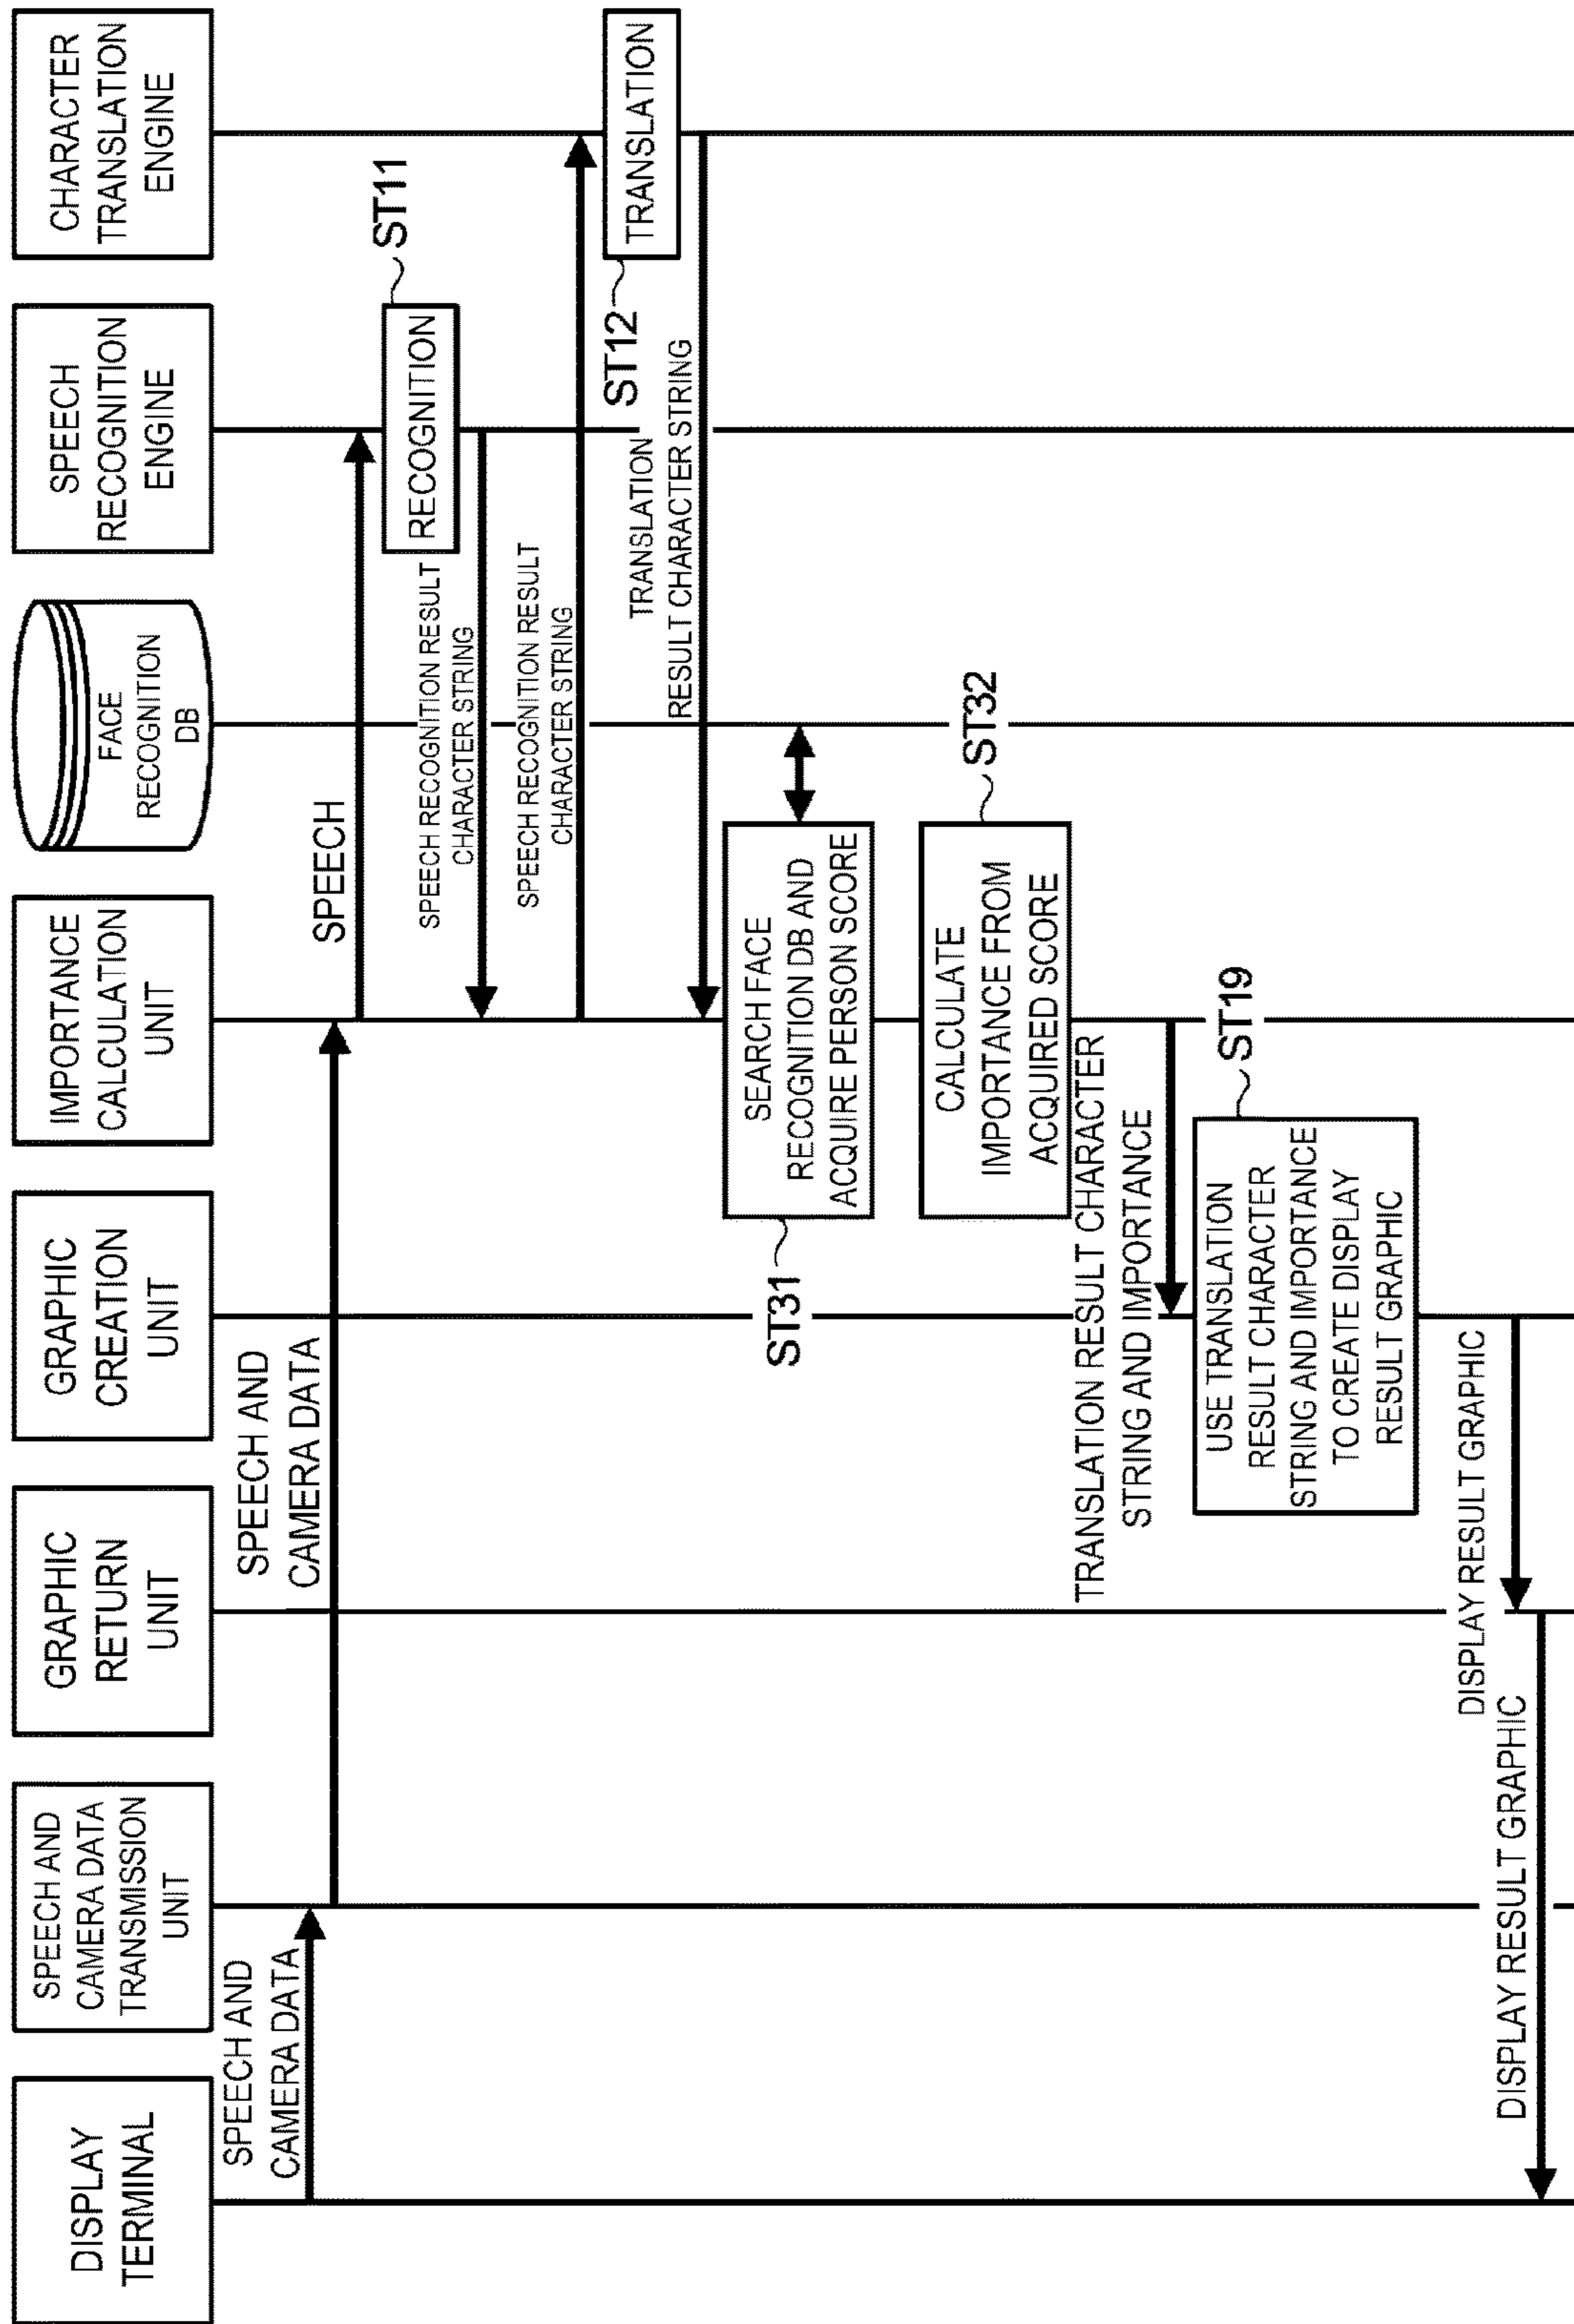 DISPLAY
TERMINAL
SPEECH AND
CAMERA DATA
TRANSMISSION
UNIT
GRAPHIC
RETURN
UNIT
GRAPHIC
CREATION
UNIT
IMPORTANCE
CALCULATION
UNIT
FACE
RECOGNITION
DB
SPEECH
RECOGNITION
ENGINE
CHARACTER
TRANSLATION
ENGINE
SPEECH AND
CAMERA DATA
SPEECH AND
CAMERA DATA
SPEECH
RECOGNITION
ST11
SPEECH RECOGNITION RESULT
CHARACTER STRING
SPEECH RECOGNITION RESULT
CHARACTER STRING
ST12
TRANSLATION
TRANSLATION
RESULT CHARACTER STRING
SEARCH FACE
RECOGNITION DB AND
ACQUIRE PERSON SCORE
ST31
CALCULATE
IMPORTANCE FROM
ACQUIRED SCORE
ST32
TRANSLATION RESULT CHARACTER
STRING AND IMPORTANCE
ST19
USE TRANSLATION
RESULT CHARACTER
STRING AND IMPORTANCE
TO CREATE DISPLAY
RESULT GRAPHIC
DISPLAY RESULT GRAPHIC
DISPLAY RESULT GRAPHIC